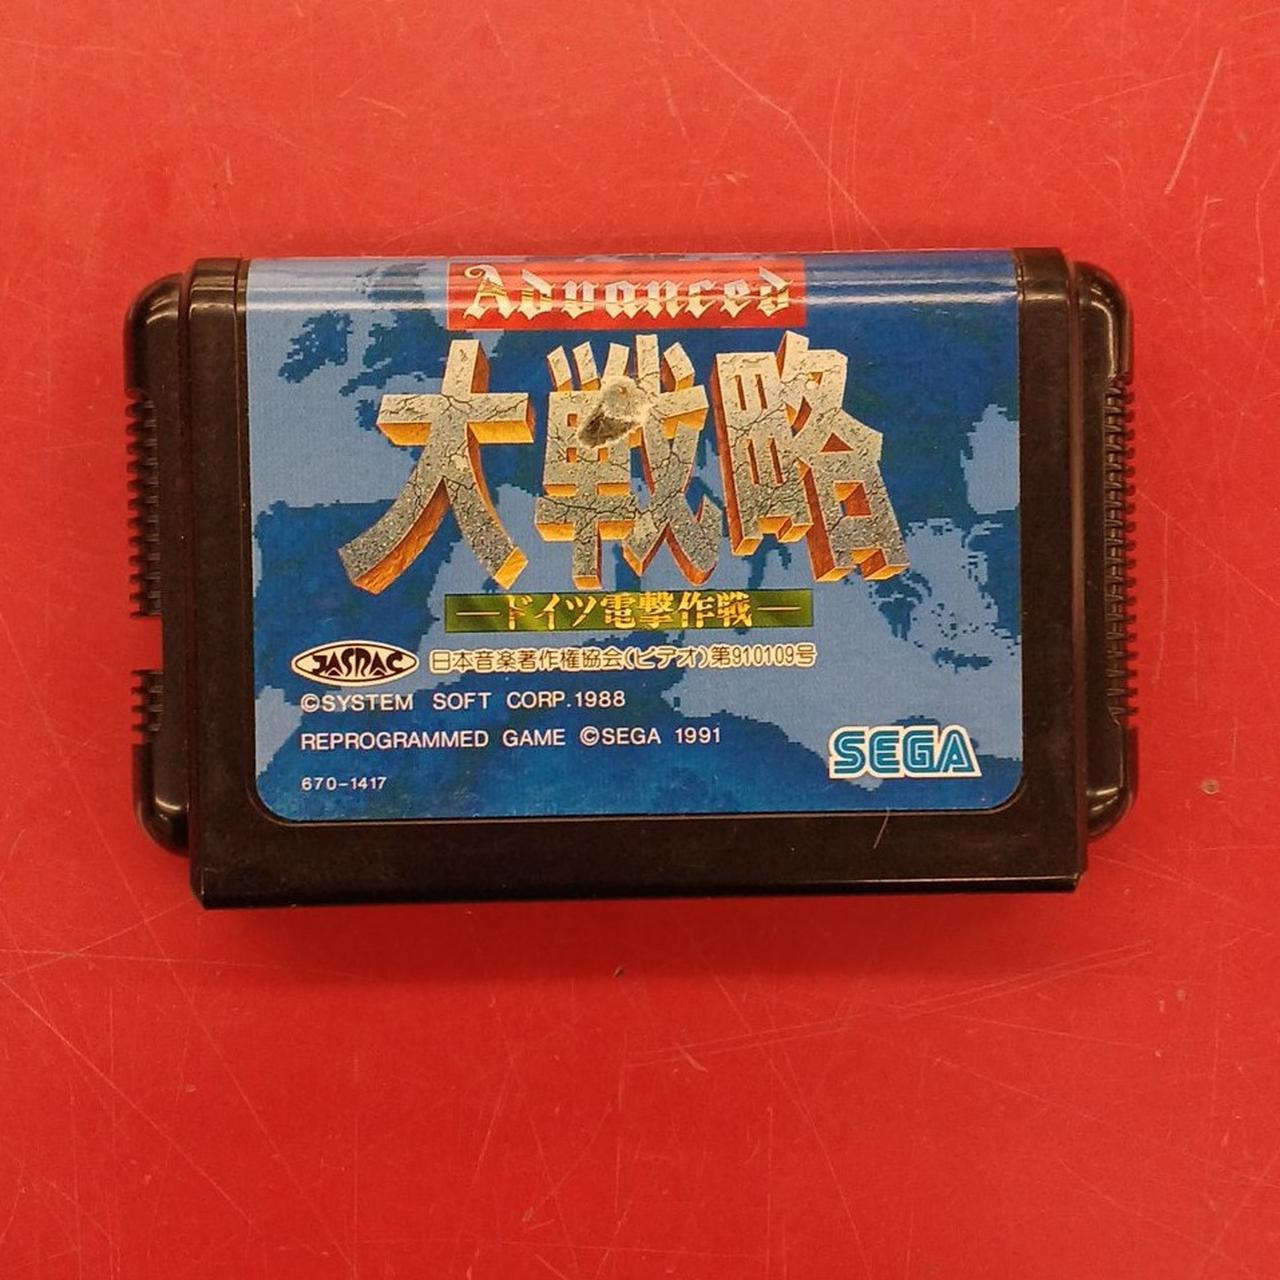 Advanced
大戦略
ードイツ電撃作戦ー
JASRAC 日本音楽著作権協会(ビデオ)第910109号
©SYSTEM SOFT CORP.1988
REPROGRAMMED GAME ©SEGA 1991
670-1417
SEGA